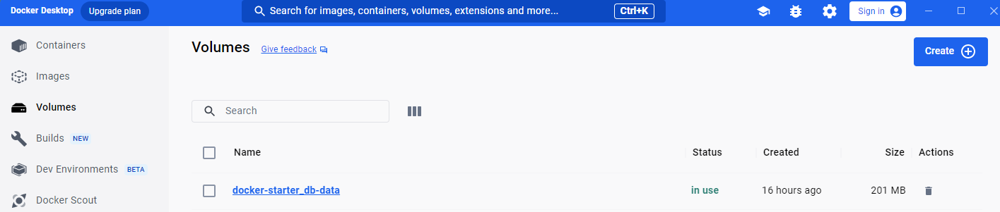 Docker Desktop Upgrade plan Search for images, containers, volumes, extensions and more... Ctrl+K Sign in
Containers
Images
Volumes
Builds NEW
Dev Environments BETA
Docker Scout
Volumes Give feedback
Create
Search
Name Status Created Size Actions
docker-starter_db-data in use 16 hours ago 201 MB